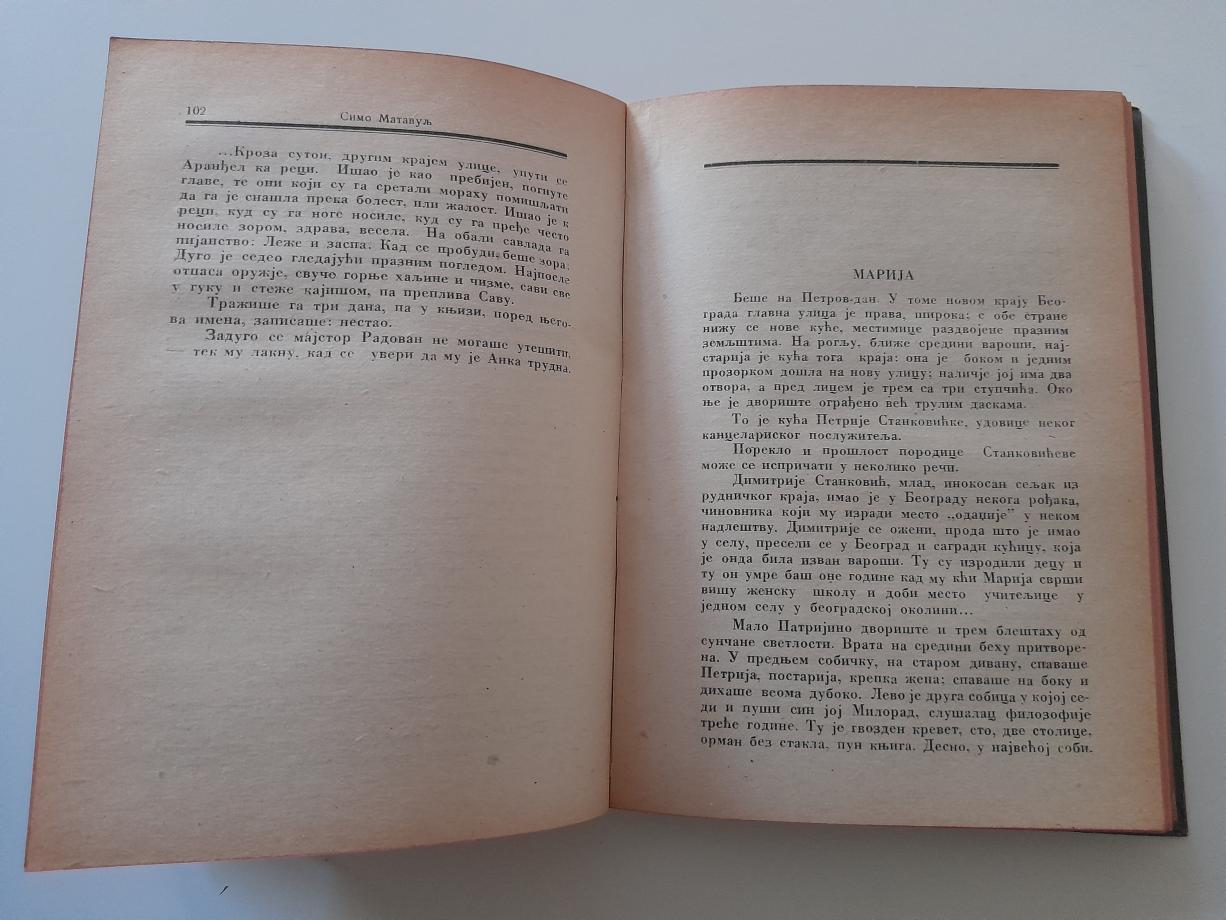 102
Симо Матавуљ
...Кроза сутон, другим крајем улице, упути се
Аранђел ка реци. Ишао је као пребијен, погнуте
главе, те они који су га сретали мораху помишљати
да га је снашла прека болест, или жалост. Ишао је к
реци, куд су га ноге носиле, куд су га пређе често
носиле зором, здрава, весела. На обали савлада га
пијанство: Леже и заспа. Кад се пробуди, беше зора.
Дуго је седео гледајући празним погледом. Најпосле
отпаса оружје, свуче горње хаљине и чизме, сави све
у гуку и стеже кајишом, па преплива Саву.
Тражише га три дана, па у књизи, поред њего-
ва имена, записаше: нестао.
Задуго се мајстор Радован не могаше утешити,
— тек му лакну, кад се увери да му је Анка трудна.
МАРИЈА
Беше на Петров-дан. У томе новом крају Бео-
града главна улица је права, широка; с обе стране
нижу се нове куће, местимице раздвојене празним
земљштима. На рогљу, ближе средини вароши, нај-
старија је кућа тога краја: она је боком и једним
прозорком дошла на нову улицу; наличје јој има два
отвора, а пред лицем је трем са три ступчића. Око
ње је двориште ограђено већ трулим даскама.
То је кућа Петрије Станковићке, удовице неког
канцелариског послужитеља.
Порекло и прошлост породице Станковићеве
може се испричати у неколико речи.
Димитрије Станковић, млад, инокосан сељак из
рудничког краја, имао је у Београду некога рођака,
чиновника који му изради место „одаџије” у неком
надлештву. Димитрије се ожени, прода што је имао
у селу, пресели се у Београд и сагради кућицу, која
је онда била изван вароши. Ту су изродили децу и
ту он умре баш оне године кад му кћи Марија сврши
вишу женску школу и доби место учитељице у
једном селу у београдској околини...
Мало Патријино двориште и трем блештаху од
сунчане светлости. Врата на средини беху притворе-
на. У предњем собичку, на старом дивану, спаваше
Петрија, постарија, крепка жена; спаваше на боку и
дихаше веома дубоко. Лево је друга собица у којој се-
ди и пуши син јој Милорад, слушалац филозофије
треће године. Ту је гвозден кревет, сто, две столице,
орман без стакла, пун књига. Десно, у највећој соби-